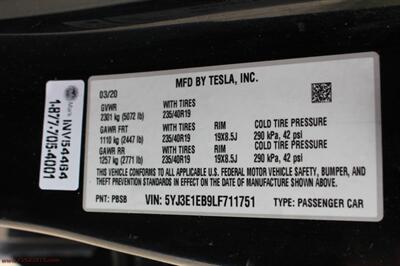 MFD BY TESLA, INC.
03/20
GVWR WITH TIRES
2301 kg (5072 lb) 235/40R19
GAWR FRT WITH TIRES RIM COLD TIRE PRESSURE
1110 kg (2447 lb) 235/40R19 19X8.5J 290 kPa, 42 psi
GAWR RR WITH TIRES RIM COLD TIRE PRESSURE
1257 kg (2771 lb) 235/40R19 19X8.5J 290 kPa, 42 psi
THIS VEHICLE CONFORMS TO ALL APPLICABLE
U.S. FEDERAL MOTOR VEHICLE SAFETY, BUMPER, AND
THEFT PREVENTION STANDARDS IN EFFECT ON THE
DATE OF MANUFACTURE SHOWN ABOVE.
PNT: PBSB VIN: 5YJ3E1EB9LF711751 TYPE: PASSENGER CAR
INV54464
1-877-705-4001